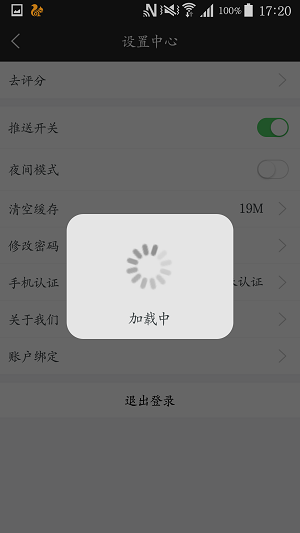 100% 17:20
设置中心
去评分
推送开关
夜间模式
清空缓存 19M
修改密码
手机认证 认证
关于我们
账户绑定
加载中
退出登录